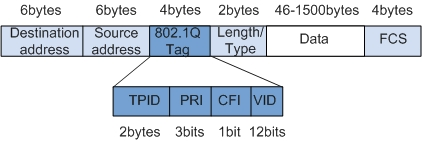 6bytes 6bytes 4bytes 2bytes 46-1500bytes 4bytes
Destination address
Source address
802.1Q Tag
Length/ Type
Data
FCS
TPID PRI CFI VID
2bytes 3bits 1bit 12bits